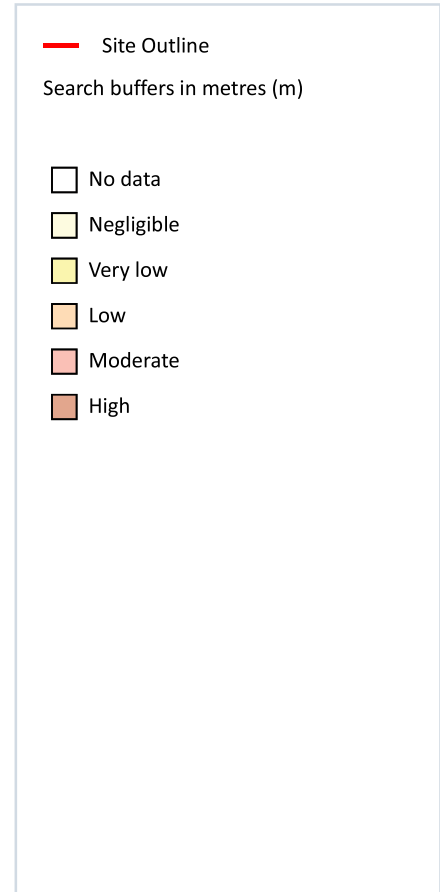 Site Outline
Search buffers in metres (m)
No data
Negligible
Very low
Low
Moderate
High